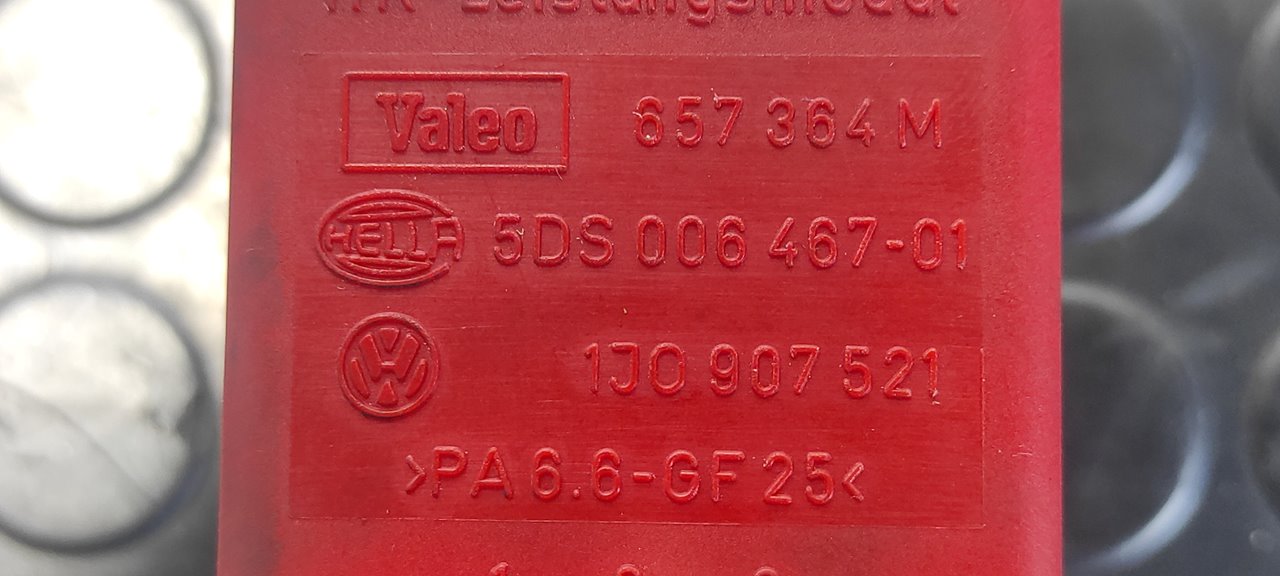 Valeo 657 364 M
HELLA 5DS 006 467-01
1J0 907 521
>PA 6.6-GF 25<